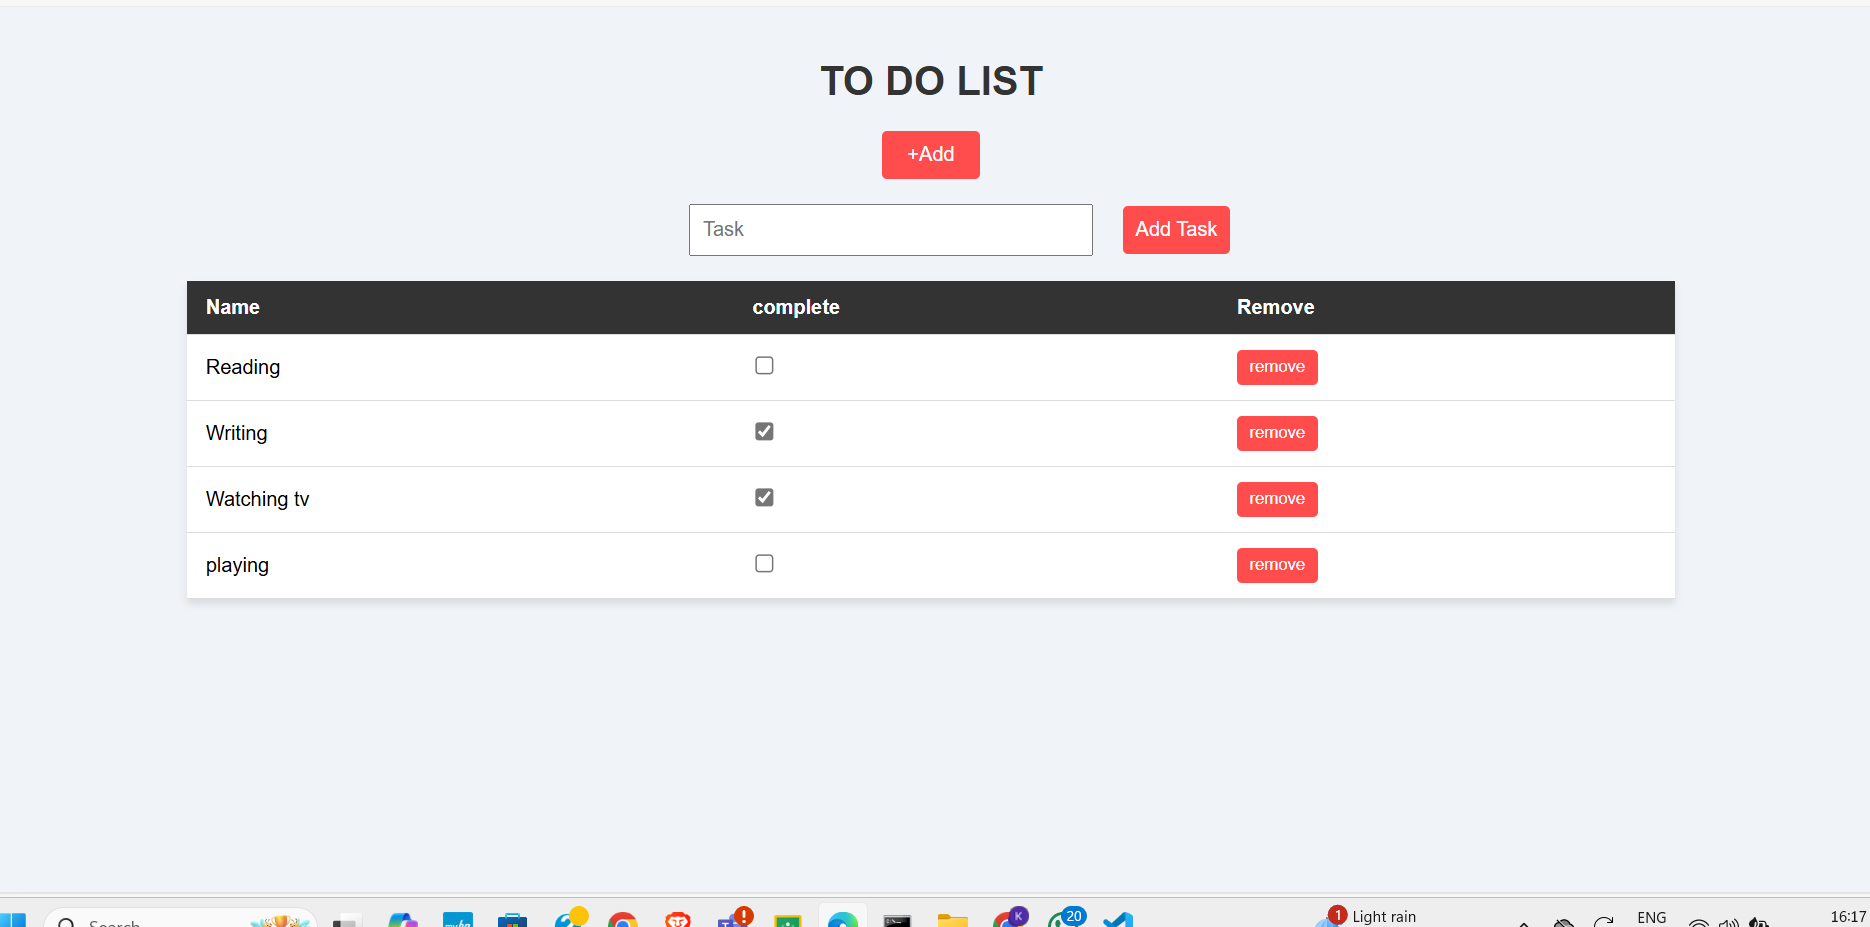 TO DO LIST
+Add
Task
Add Task
Name complete Remove
Reading remove
Writing remove
Watching tv remove
playing remove
Search
K
20
1
Light rain
ENG
16:17